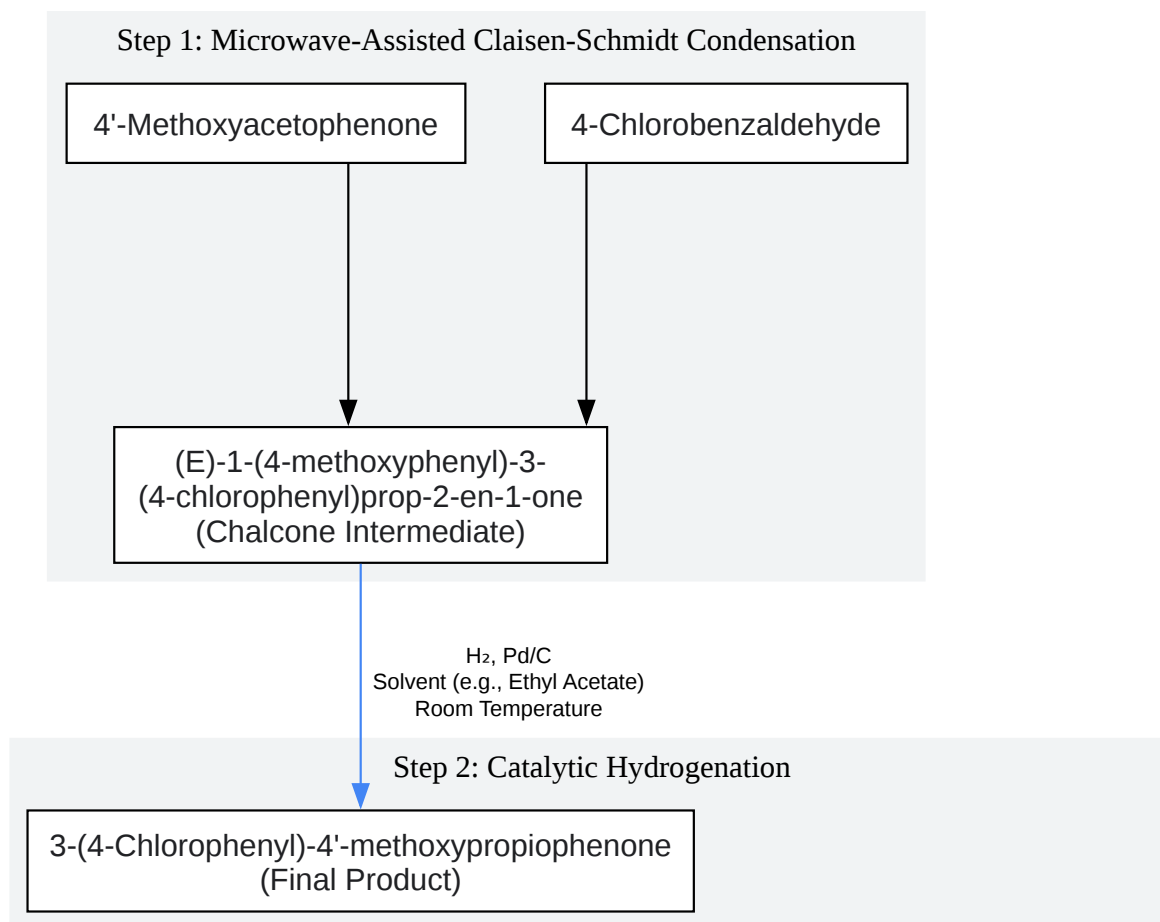 Step 1: Microwave-Assisted Claisen-Schmidt Condensation
4'-Methoxyacetophenone
4-Chlorobenzaldehyde
(E)-1-(4-methoxyphenyl)-3-
(4-chlorophenyl)prop-2-en-1-one
(Chalcone Intermediate)
H₂, Pd/C
Solvent (e.g., Ethyl Acetate)
Room Temperature
Step 2: Catalytic Hydrogenation
3-(4-Chlorophenyl)-4'-methoxypropiophenone
(Final Product)